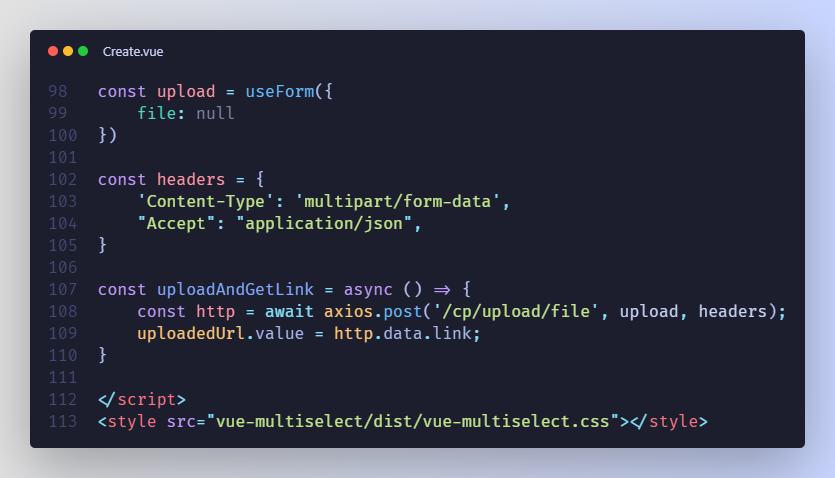 Create.vue
98 const upload = useForm({
99     file: null
100 })
101
102 const headers = {
103     'Content-Type': 'multipart/form-data',
104     "Accept": "application/json",
105 }
106
107 const uploadAndGetLink = async () => {
108     const http = await axios.post('/cp/upload/file', upload, headers);
109     uploadedUrl.value = http.data.link;
110 }
111
112 </script>
113 <style src="vue-multiselect/dist/vue-multiselect.css"></style>